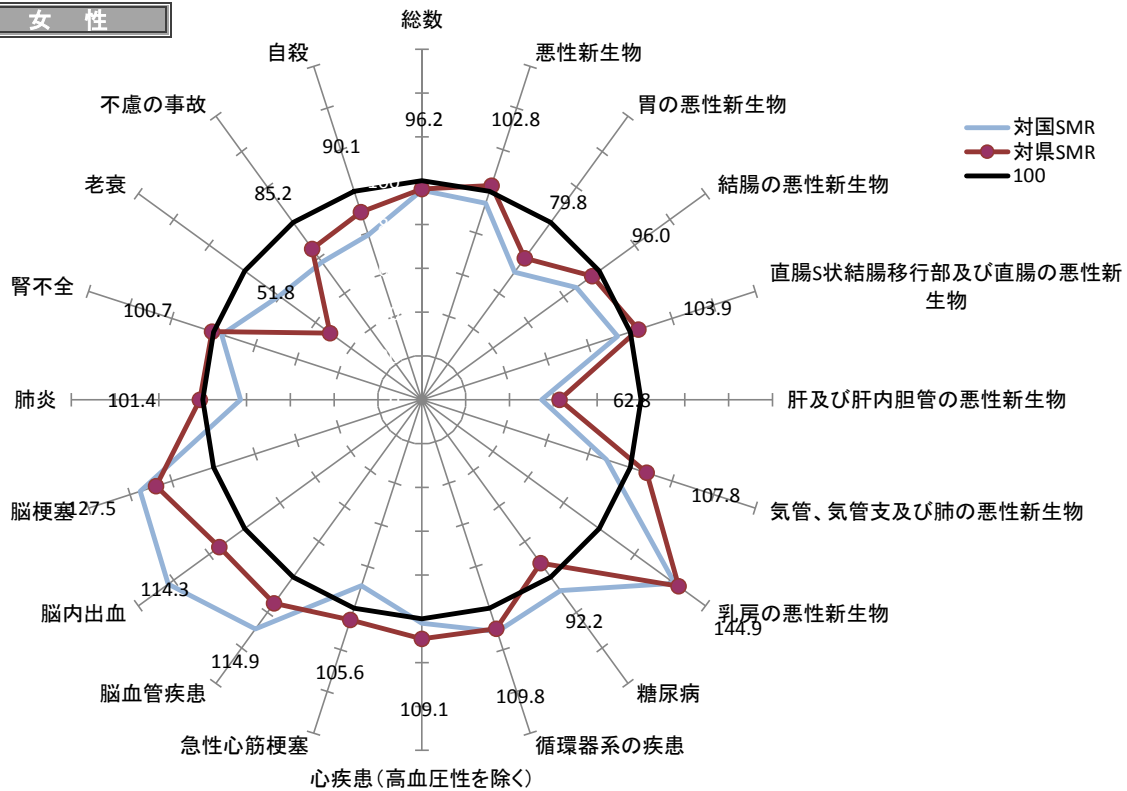 女 性
総数
悪性新生物
胃の悪性新生物
結腸の悪性新生物
直腸S状結腸移行部及び直腸の悪性新
生物
肝及び肝内胆管の悪性新生物
気管、気管支及び肺の悪性新生物
乳房の悪性新生物
糖尿病
循環器系の疾患
心疾患(高血圧性を除く)
急性心筋梗塞
脳血管疾患
脳内出血
脳梗塞
肺炎
腎不全
老衰
不慮の事故
自殺
96.2
102.8
79.8
96.0
103.9
62.8
107.8
144.9
92.2
109.8
109.1
105.6
114.9
114.3
127.5
101.4
100.7
51.8
85.2
90.1
対国SMR
対県SMR
100